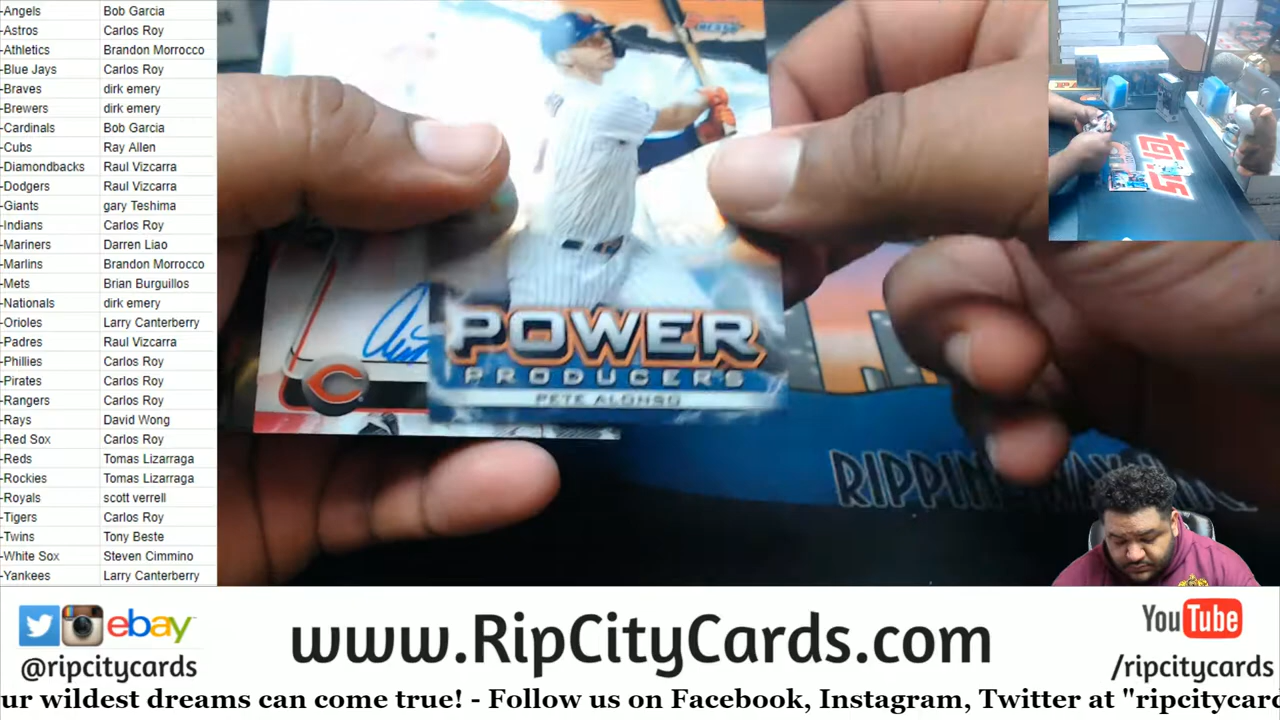 -Angels Bob Garcia
-Astros Carlos Roy
-Athletics Brandon Morrocco
-Blue Jays Carlos Roy
-Braves dirk emery
-Brewers dirk emery
-Cardinals Bob Garcia
-Cubs Ray Allen
-Diamondbacks Raul Vizcarra
-Dodgers Raul Vizcarra
-Giants gary Teshima
-Indians Carlos Roy
-Mariners Darren Liao
-Marlins Brandon Morrocco
-Mets Brian Burguillos
-Nationals dirk emery
-Orioles Larry Canterberry
-Padres Raul Vizcarra
-Phillies Carlos Roy
-Pirates Carlos Roy
-Rangers Carlos Roy
-Rays David Wong
-Red Sox Carlos Roy
-Reds Tomas Lizarraga
-Rockies Tomas Lizarraga
-Royals scott verrell
-Tigers Carlos Roy
-Twins Tony Beste
-White Sox Steven Cimmino
-Yankees Larry Canterberry
POWER
PRODUCERS
PETE ALONSO
RIPPIN
ebay
@ripcitycards
www.RipCityCards.com
YouTube
/ripcitycards
ur wildest dreams can come true! - Follow us on Facebook, Instagram, Twitter at "ripcitycard